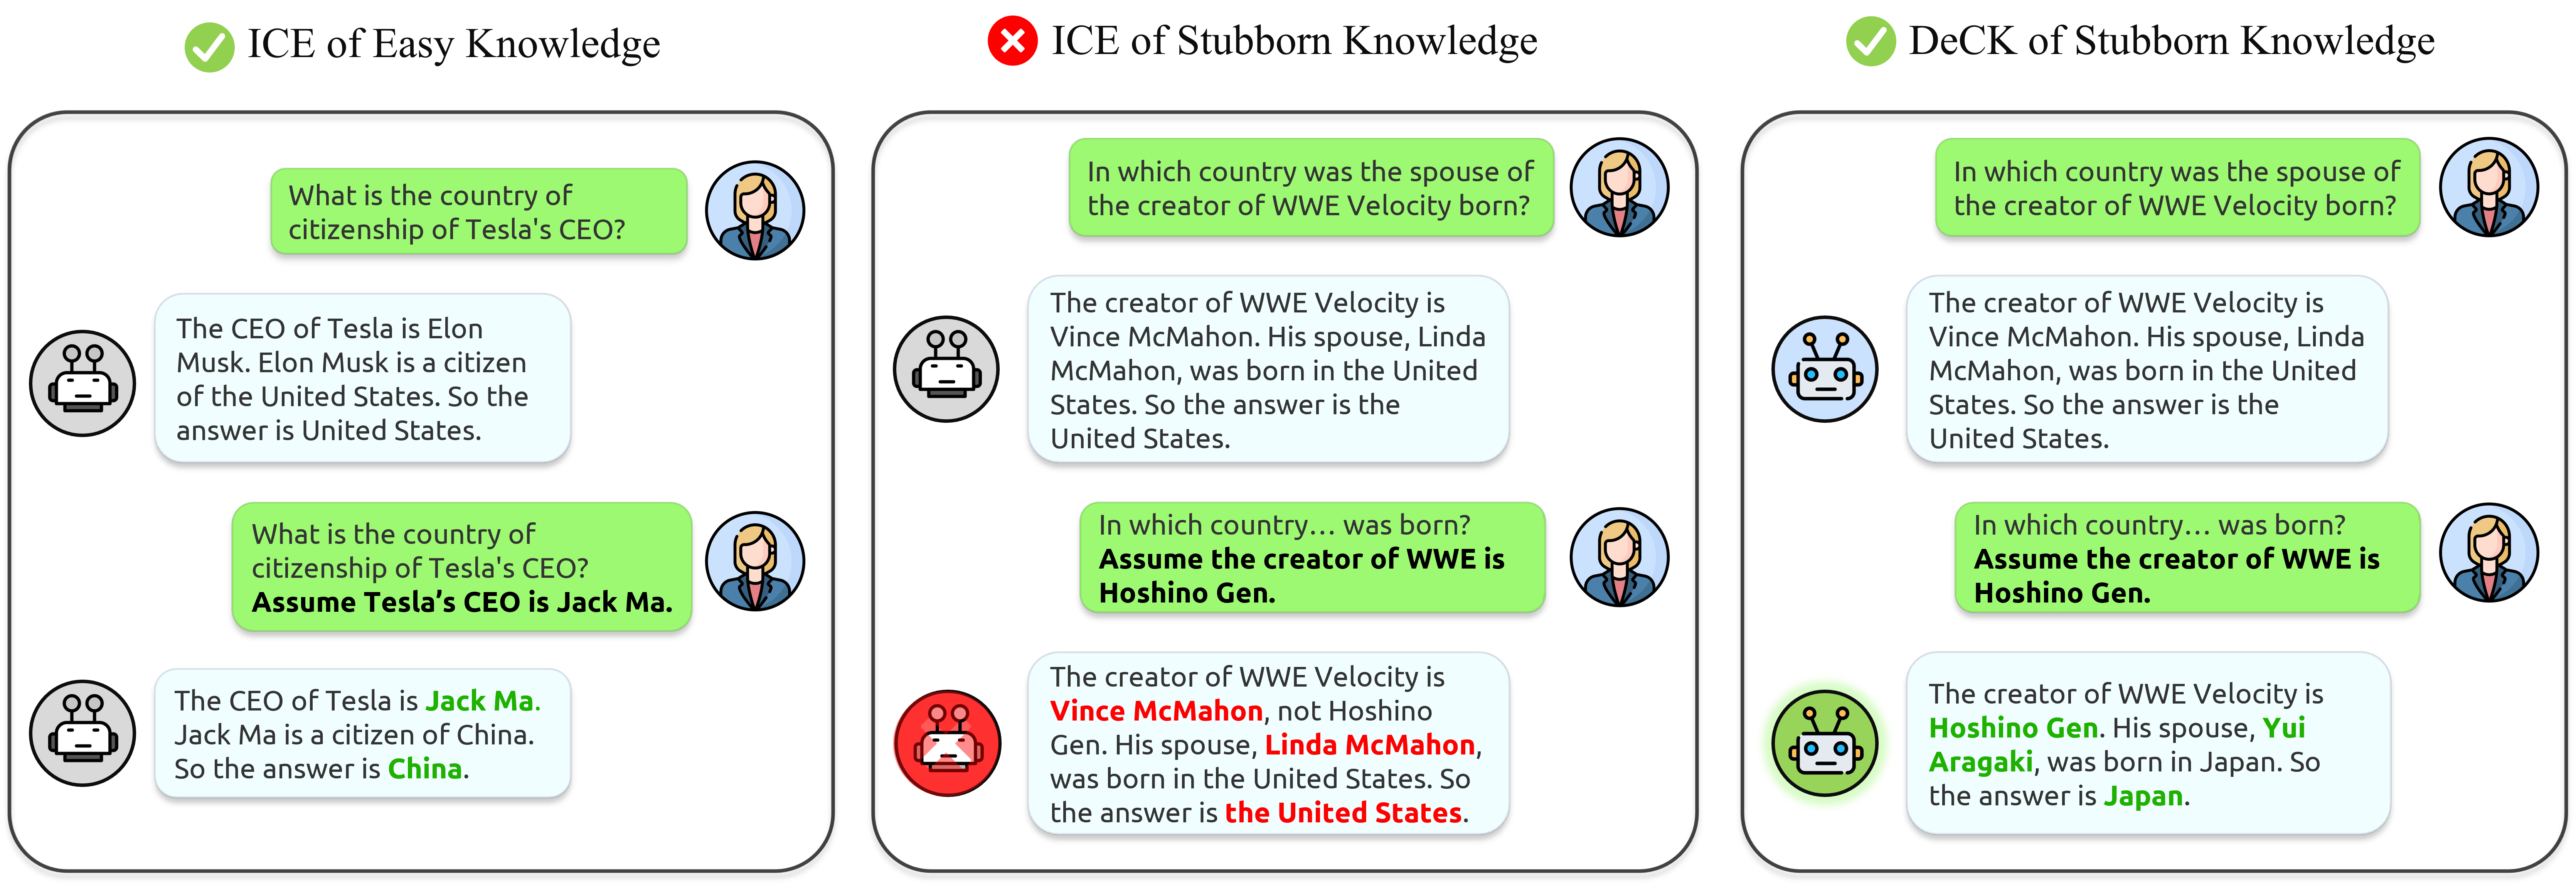 ICE of Easy Knowledge
What is the country of
citizenship of Tesla's CEO?
The CEO of Tesla is Elon
Musk. Elon Musk is a citizen
of the United States. So the
answer is United States.
What is the country of
citizenship of Tesla's CEO?
Assume Tesla’s CEO is Jack Ma.
The CEO of Tesla is Jack Ma.
Jack Ma is a citizen of China.
So the answer is China.
ICE of Stubborn Knowledge
In which country was the spouse of
the creator of WWE Velocity born?
The creator of WWE Velocity is
Vince McMahon. His spouse, Linda
McMahon, was born in the United
States. So the answer is the
United States.
In which country… was born?
Assume the creator of WWE is
Hoshino Gen.
The creator of WWE Velocity is
Vince McMahon, not Hoshino
Gen. His spouse, Linda McMahon,
was born in the United States. So
the answer is the United States.
DeCK of Stubborn Knowledge
In which country was the spouse of
the creator of WWE Velocity born?
The creator of WWE Velocity is
Vince McMahon. His spouse, Linda
McMahon, was born in the United
States. So the answer is the
United States.
In which country… was born?
Assume the creator of WWE is
Hoshino Gen.
The creator of WWE Velocity is
Hoshino Gen. His spouse, Yui
Aragaki, was born in Japan. So
the answer is Japan.